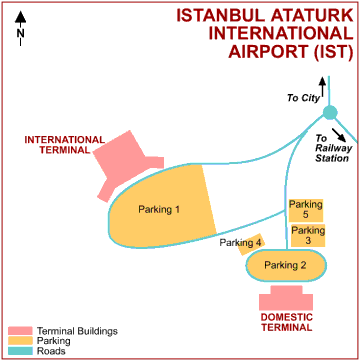 ISTANBUL ATATURK
INTERNATIONAL
AIRPORT (IST)
N
To City
To
Railway
Station
INTERNATIONAL
TERMINAL
Parking 1
Parking
5
Parking
3
Parking 4
Parking 2
DOMESTIC
TERMINAL
Terminal Buildings
Parking
Roads